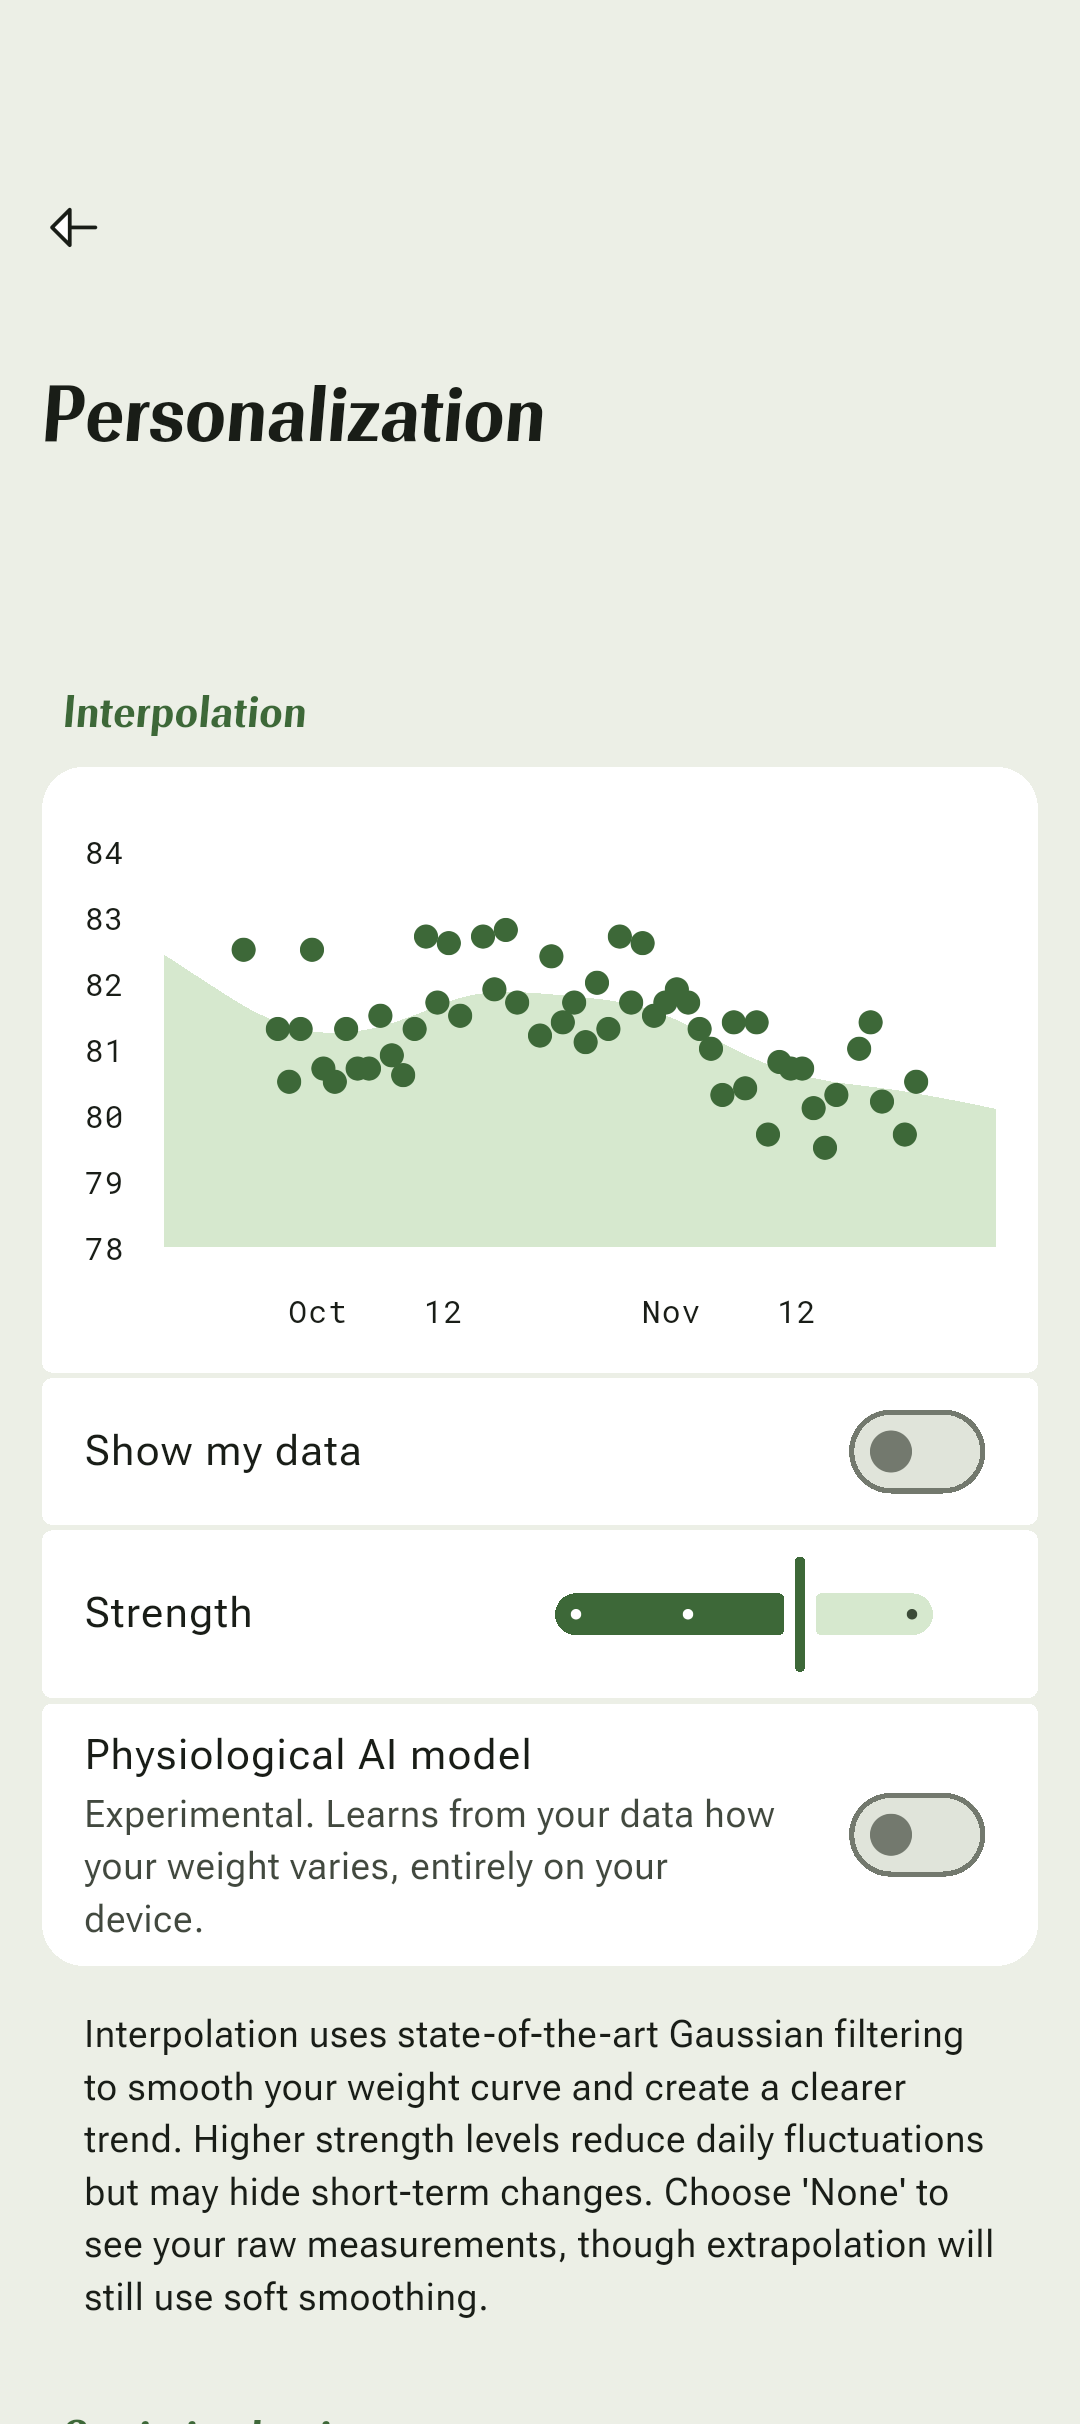 Personalization
Interpolation
84
83
82
81
80
79
78
Oct 12 Nov 12
Show my data
Strength
Physiological AI model
Experimental. Learns from your data how
your weight varies, entirely on your
device.
Interpolation uses state-of-the-art Gaussian filtering
to smooth your weight curve and create a clearer
trend. Higher strength levels reduce daily fluctuations
but may hide short-term changes. Choose 'None' to
see your raw measurements, though extrapolation will
still use soft smoothing.